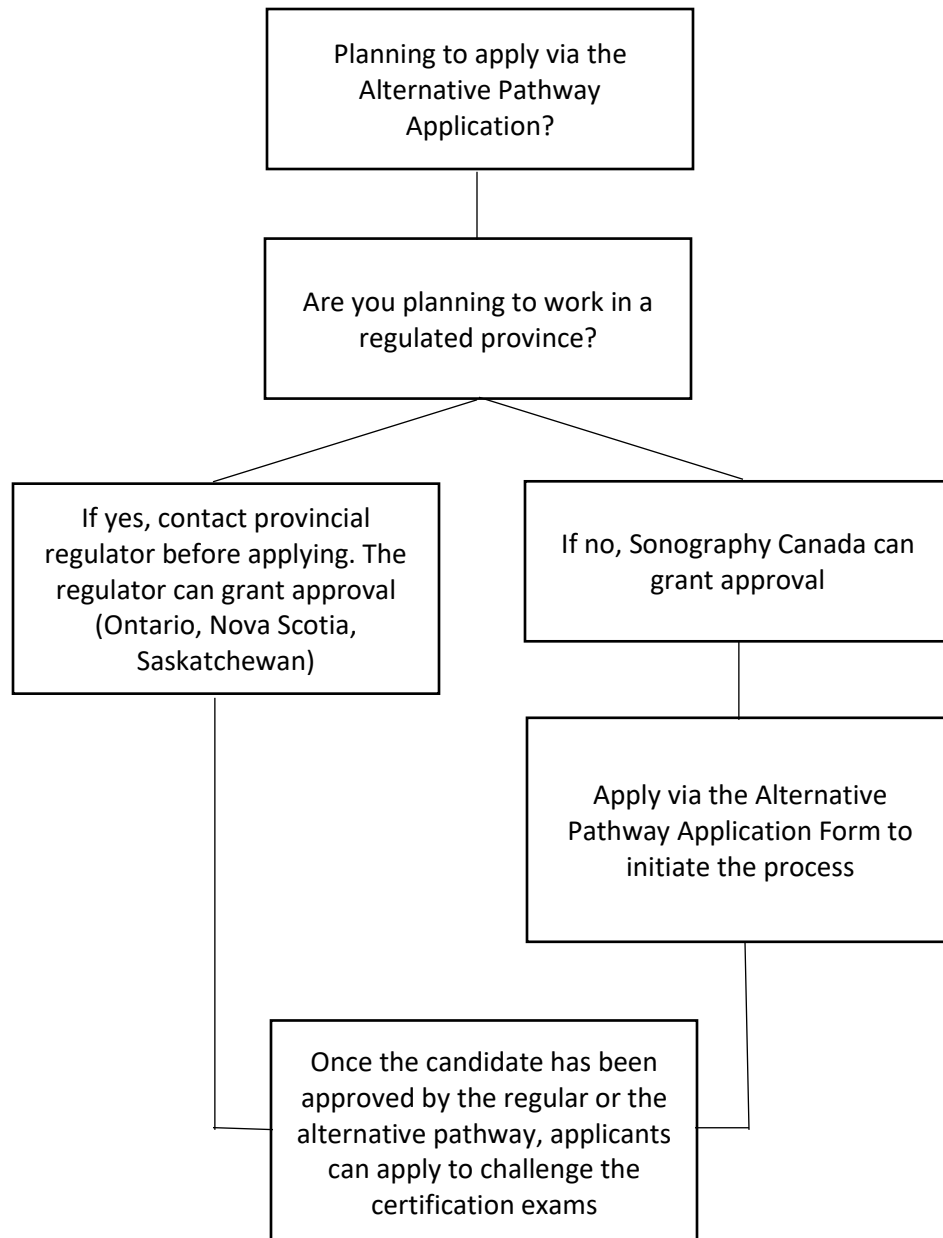 Planning to apply via the
Alternative Pathway
Application?
Are you planning to work in a
regulated province?
If yes, contact provincial
regulator before applying. The
regulator can grant approval
(Ontario, Nova Scotia,
Saskatchewan)
If no, Sonography Canada can
grant approval
Apply via the Alternative
Pathway Application Form to
initiate the process
Once the candidate has been
approved by the regular or the
alternative pathway, applicants
can apply to challenge the
certification exams